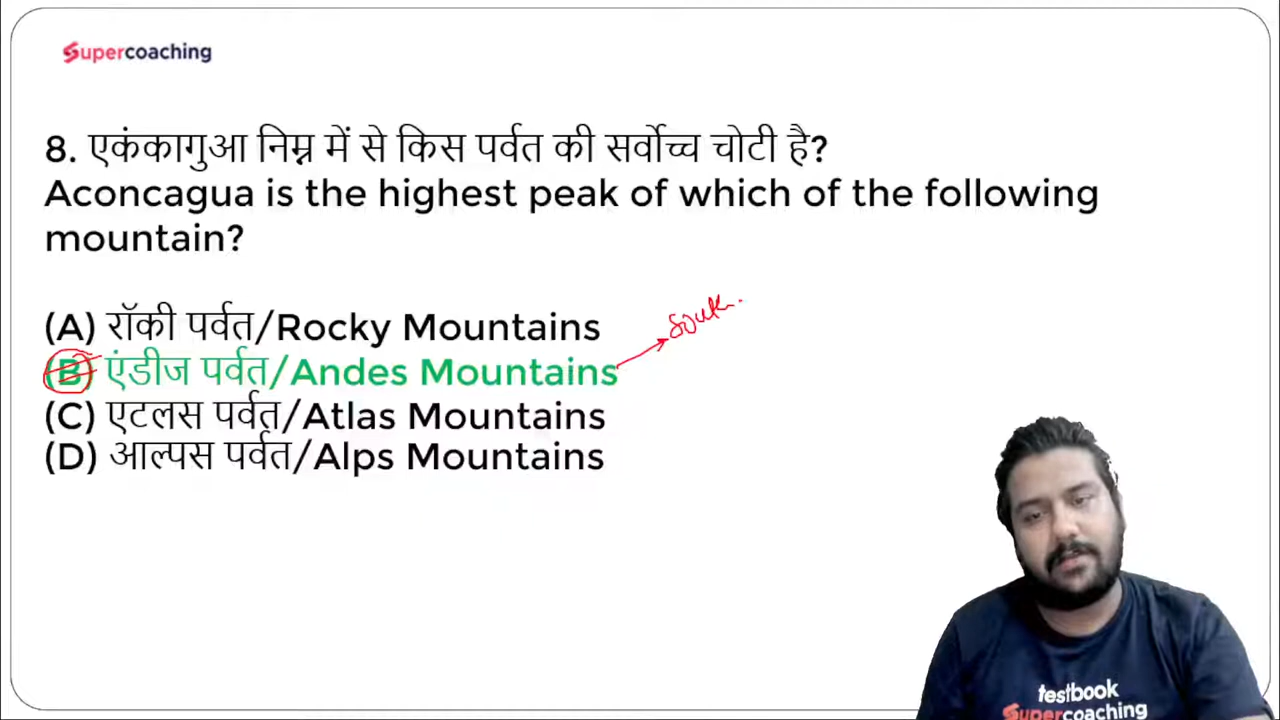 Supercoaching
8. एकंकागुआ निम्न में से किस पर्वत की सर्वोच्च चोटी है?
Aconcagua is the highest peak of which of the following
mountain?
(A) रॉकी पर्वत/Rocky Mountains
(B) एंडीज पर्वत/Andes Mountains
South.
(C) एटलस पर्वत/Atlas Mountains
(D) आल्पस पर्वत/Alps Mountains
testbook
Supercoaching